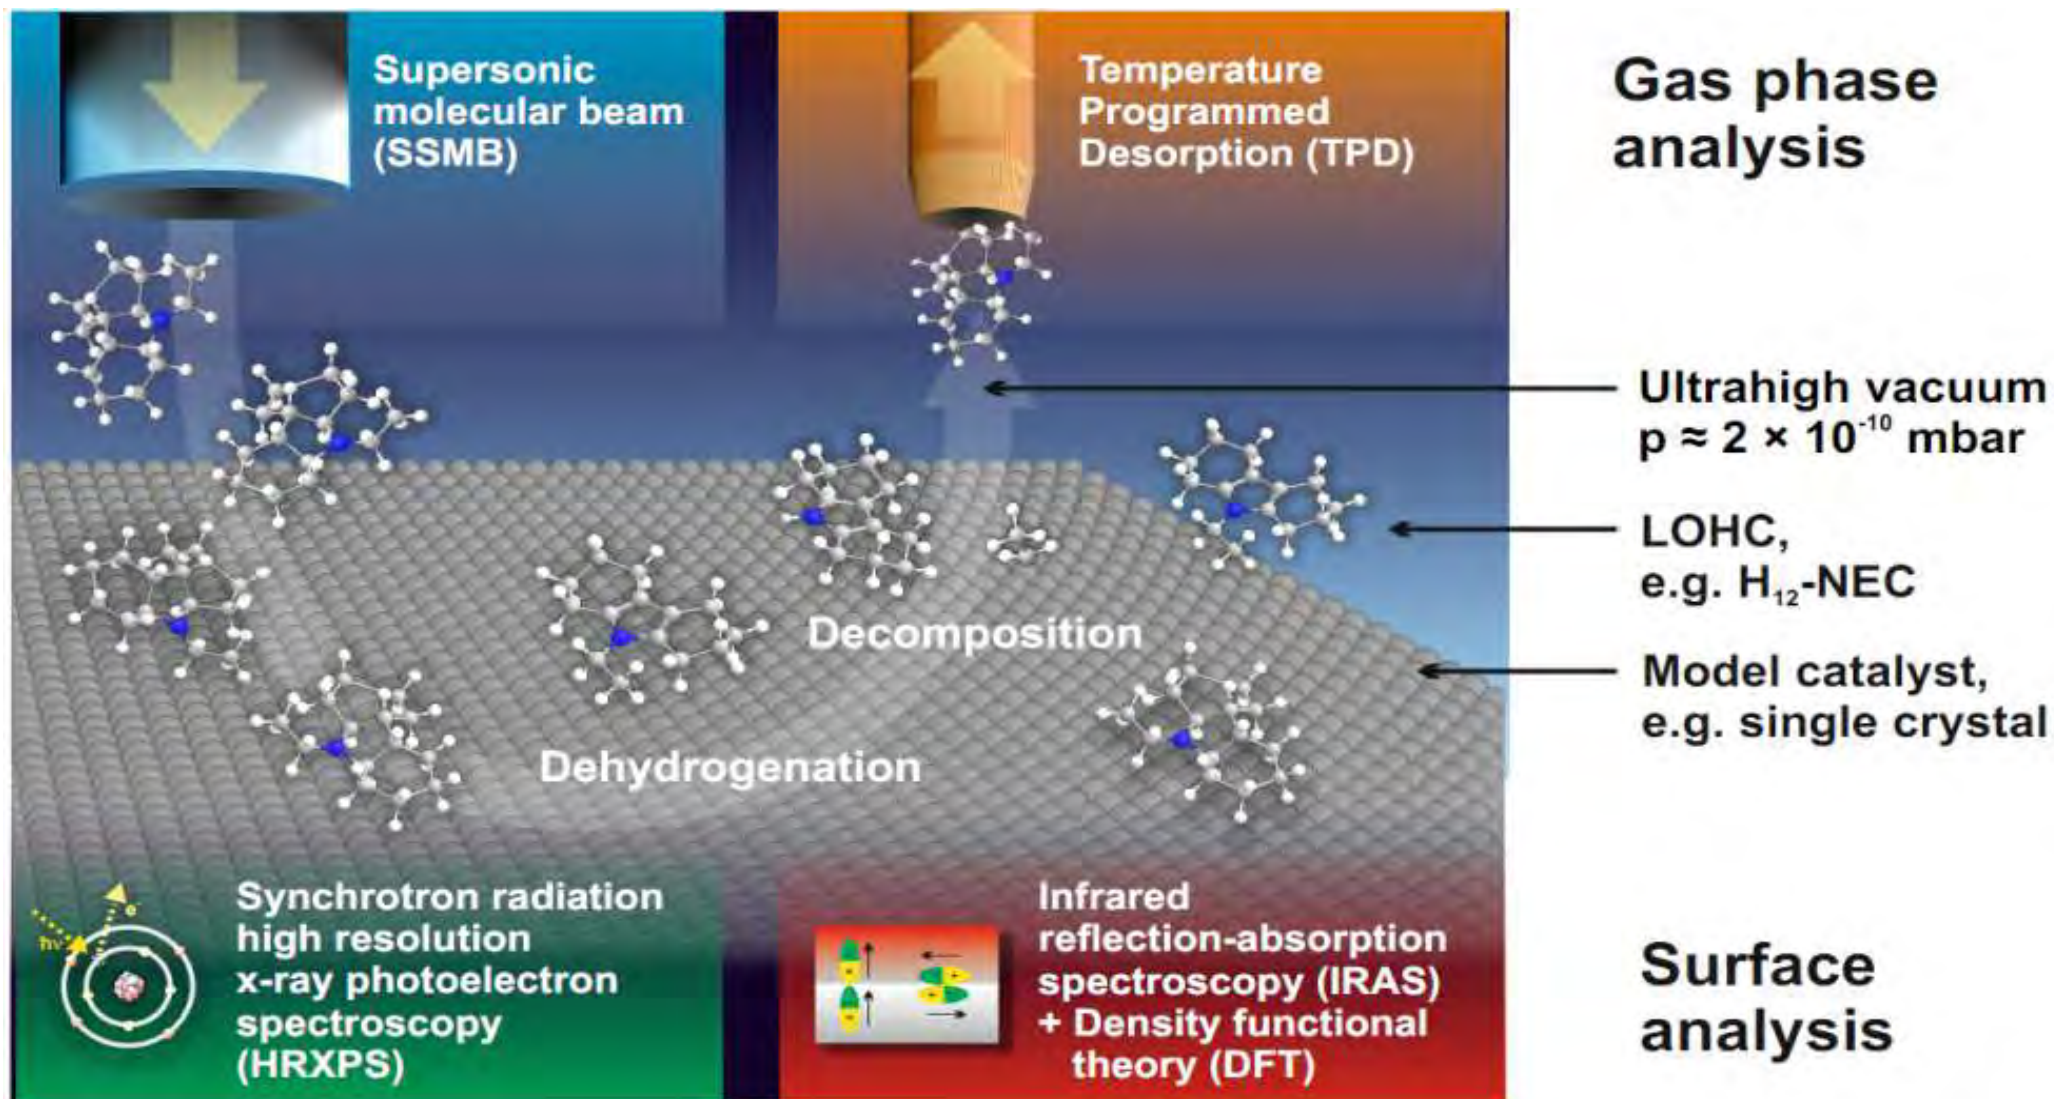 Supersonic
molecular beam
(SSMB)
Temperature
Programmed
Desorption (TPD)
Gas phase
analysis
Ultrahigh vacuum
p ≈ 2 × 10⁻¹⁰ mbar
LOHC,
e.g. H₁₂-NEC
Model catalyst,
e.g. single crystal
Decomposition
Dehydrogenation
hν
e⁻
Synchrotron radiation
high resolution
x-ray photoelectron
spectroscopy
(HRXPS)
Infrared
reflection-absorption
spectroscopy (IRAS)
+ Density functional
theory (DFT)
Surface
analysis